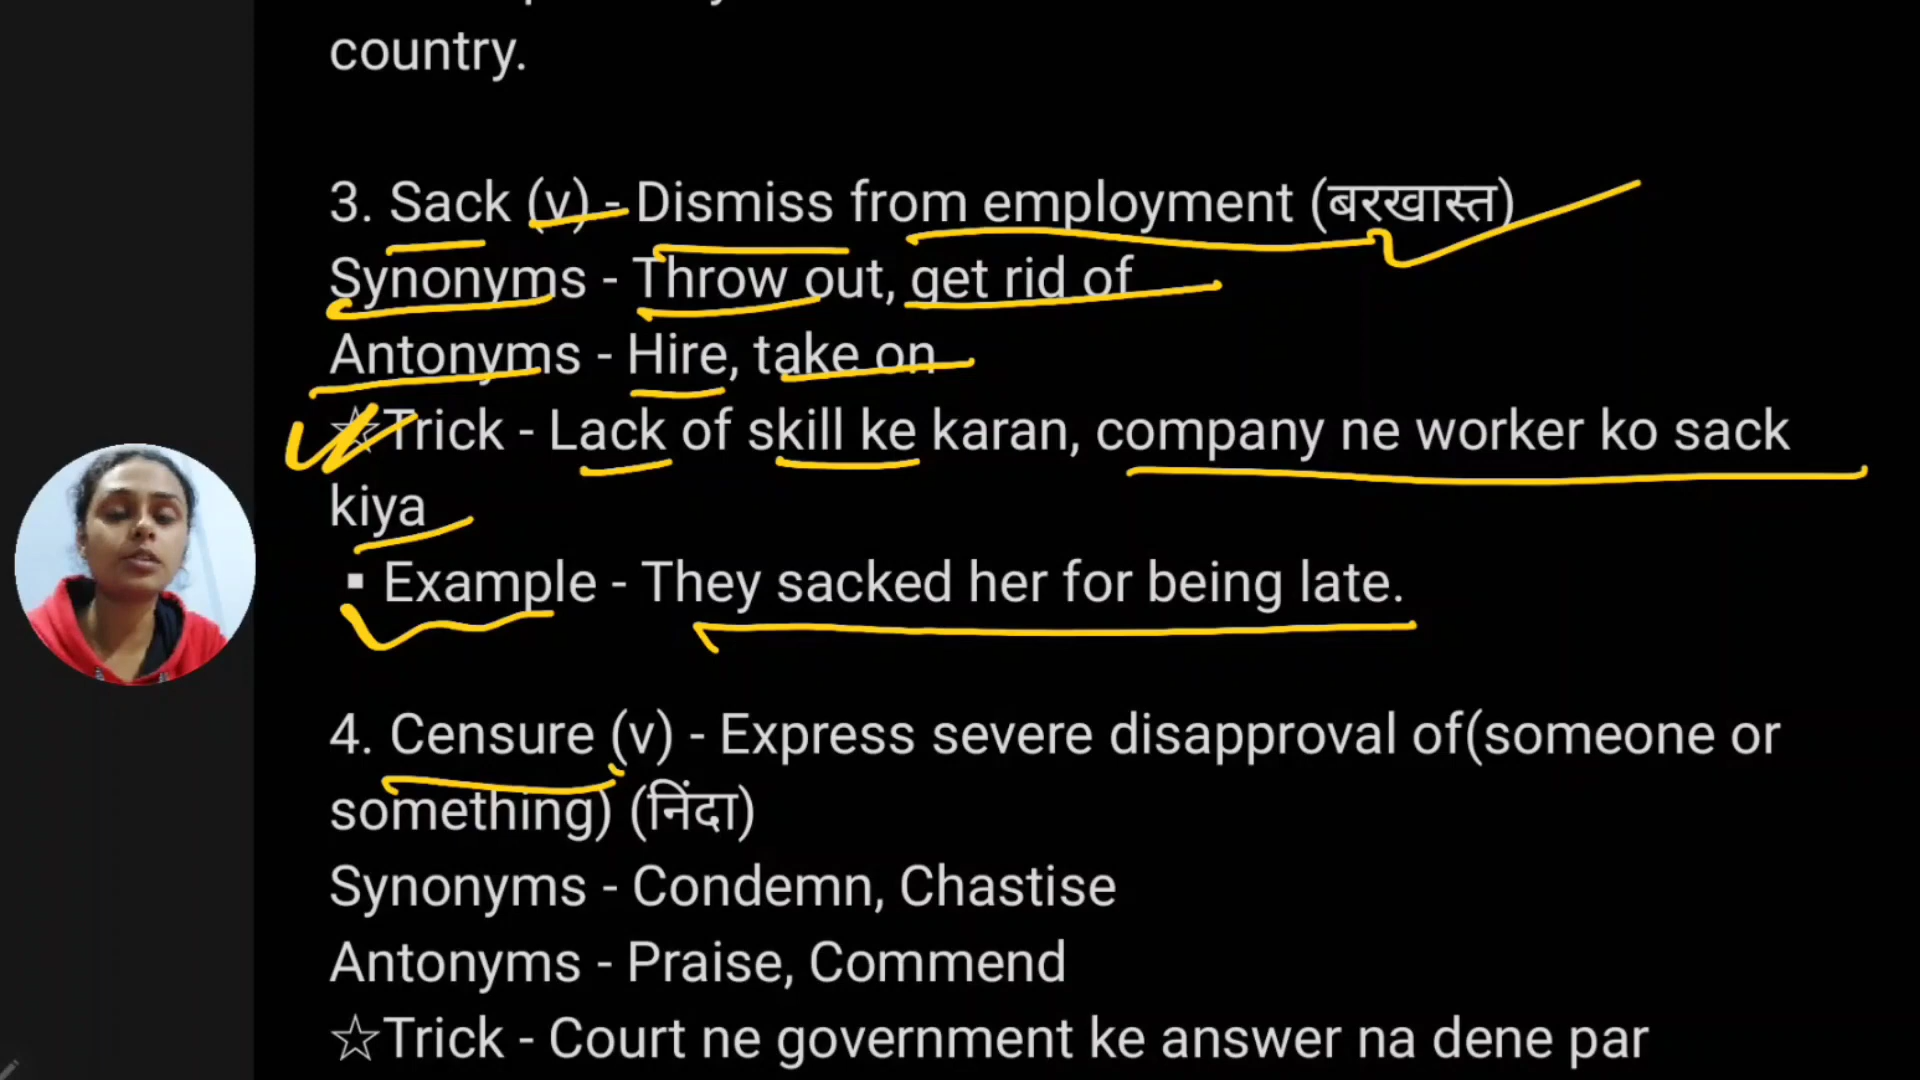 country.
3. Sack (v) - Dismiss from employment (बरखास्त)
Synonyms - Throw out, get rid of
Antonyms - Hire, take on
☆Trick - Lack of skill ke karan, company ne worker ko sack
kiya
▪ Example - They sacked her for being late.
4. Censure (v) - Express severe disapproval of(someone or
something) (निंदा)
Synonyms - Condemn, Chastise
Antonyms - Praise, Commend
☆Trick - Court ne government ke answer na dene par